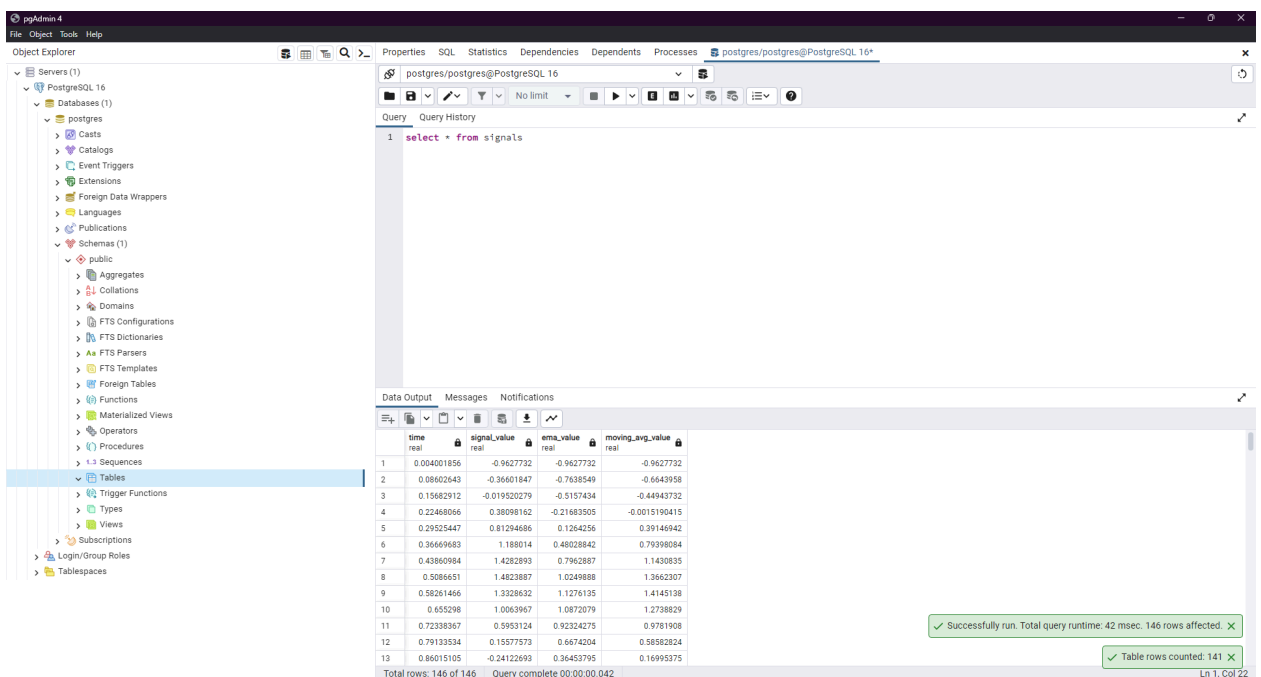 pgAdmin 4
File Object Tools Help
Object Explorer
Servers (1)
PostgreSQL 16
Databases (1)
postgres
Casts
Catalogs
Event Triggers
Extensions
Foreign Data Wrappers
Languages
Publications
Schemas (1)
public
Aggregates
Collations
Domains
FTS Configurations
FTS Dictionaries
Aa FTS Parsers
FTS Templates
Foreign Tables
Functions
Materialized Views
Operators
Procedures
1..3 Sequences
Tables
Trigger Functions
Types
Views
Subscriptions
Login/Group Roles
Tablespaces
Properties SQL Statistics Dependencies Dependents Processes postgres/postgres@PostgreSQL 16*
postgres/postgres@PostgreSQL 16
No limit
Query Query History
1 select * from signals
Data Output Messages Notifications
time signal_value ema_value moving_avg_value
real real real real
1 0.004001856 -0.9627732 -0.9627732 -0.9627732
2 0.08602643 -0.36601847 -0.7638549 -0.6643958
3 0.15682912 -0.019520279 -0.5157434 -0.44943732
4 0.22468066 0.38098162 -0.21683505 -0.0015190415
5 0.29525447 0.81294686 0.1264256 0.39146942
6 0.36669683 1.188014 0.48028842 0.79398084
7 0.43860984 1.4282893 0.7962887 1.1430835
8 0.5086651 1.4823887 1.0249888 1.3662307
9 0.58261466 1.3328632 1.1276135 1.4145138
10 0.655298 1.0063967 1.0872079 1.2738829
11 0.72338367 0.5953124 0.92324275 0.9781908
12 0.79133534 0.15577573 0.6674204 0.58582824
13 0.86015105 -0.24122693 0.36453795 0.16995375
Successfully run. Total query runtime: 42 msec. 146 rows affected.
Table rows counted: 141
Total rows: 146 of 146 Query complete 00:00:00.042 Ln 1, Col 22